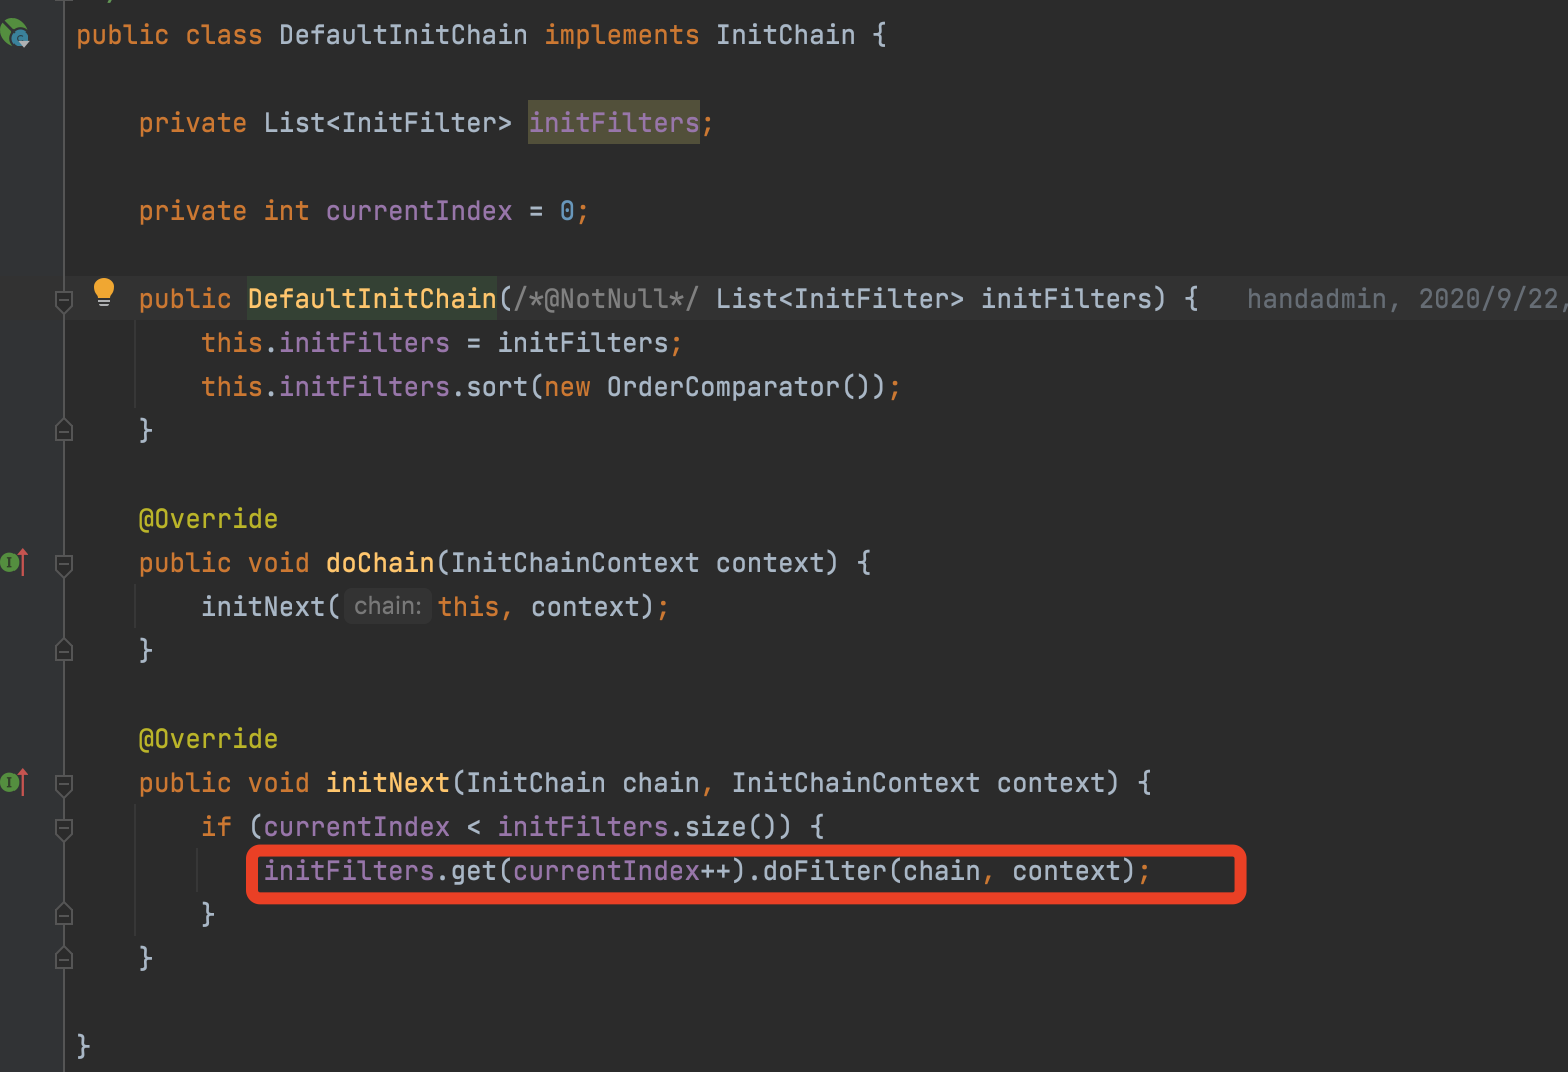 public class DefaultInitChain implements InitChain {
private List<InitFilter> initFilters;
private int currentIndex = 0;
public DefaultInitChain(/*@NotNull*/ List<InitFilter> initFilters) { handadmin, 2020/9/22,
this.initFilters = initFilters;
this.initFilters.sort(new OrderComparator());
}
@Override
public void doChain(InitChainContext context) {
initNext( chain: this, context);
}
@Override
public void initNext(InitChain chain, InitChainContext context) {
if (currentIndex < initFilters.size()) {
initFilters.get(currentIndex++).doFilter(chain, context);
}
}
}